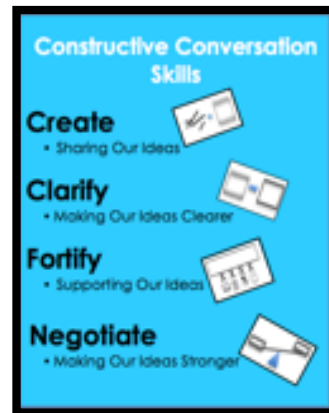 Constructive Conversation
Skills
Create
• Sharing Our Ideas
Clarify
• Making Our Ideas Clearer
Fortify
• Supporting Our Ideas
Negotiate
• Making Our Ideas Stronger